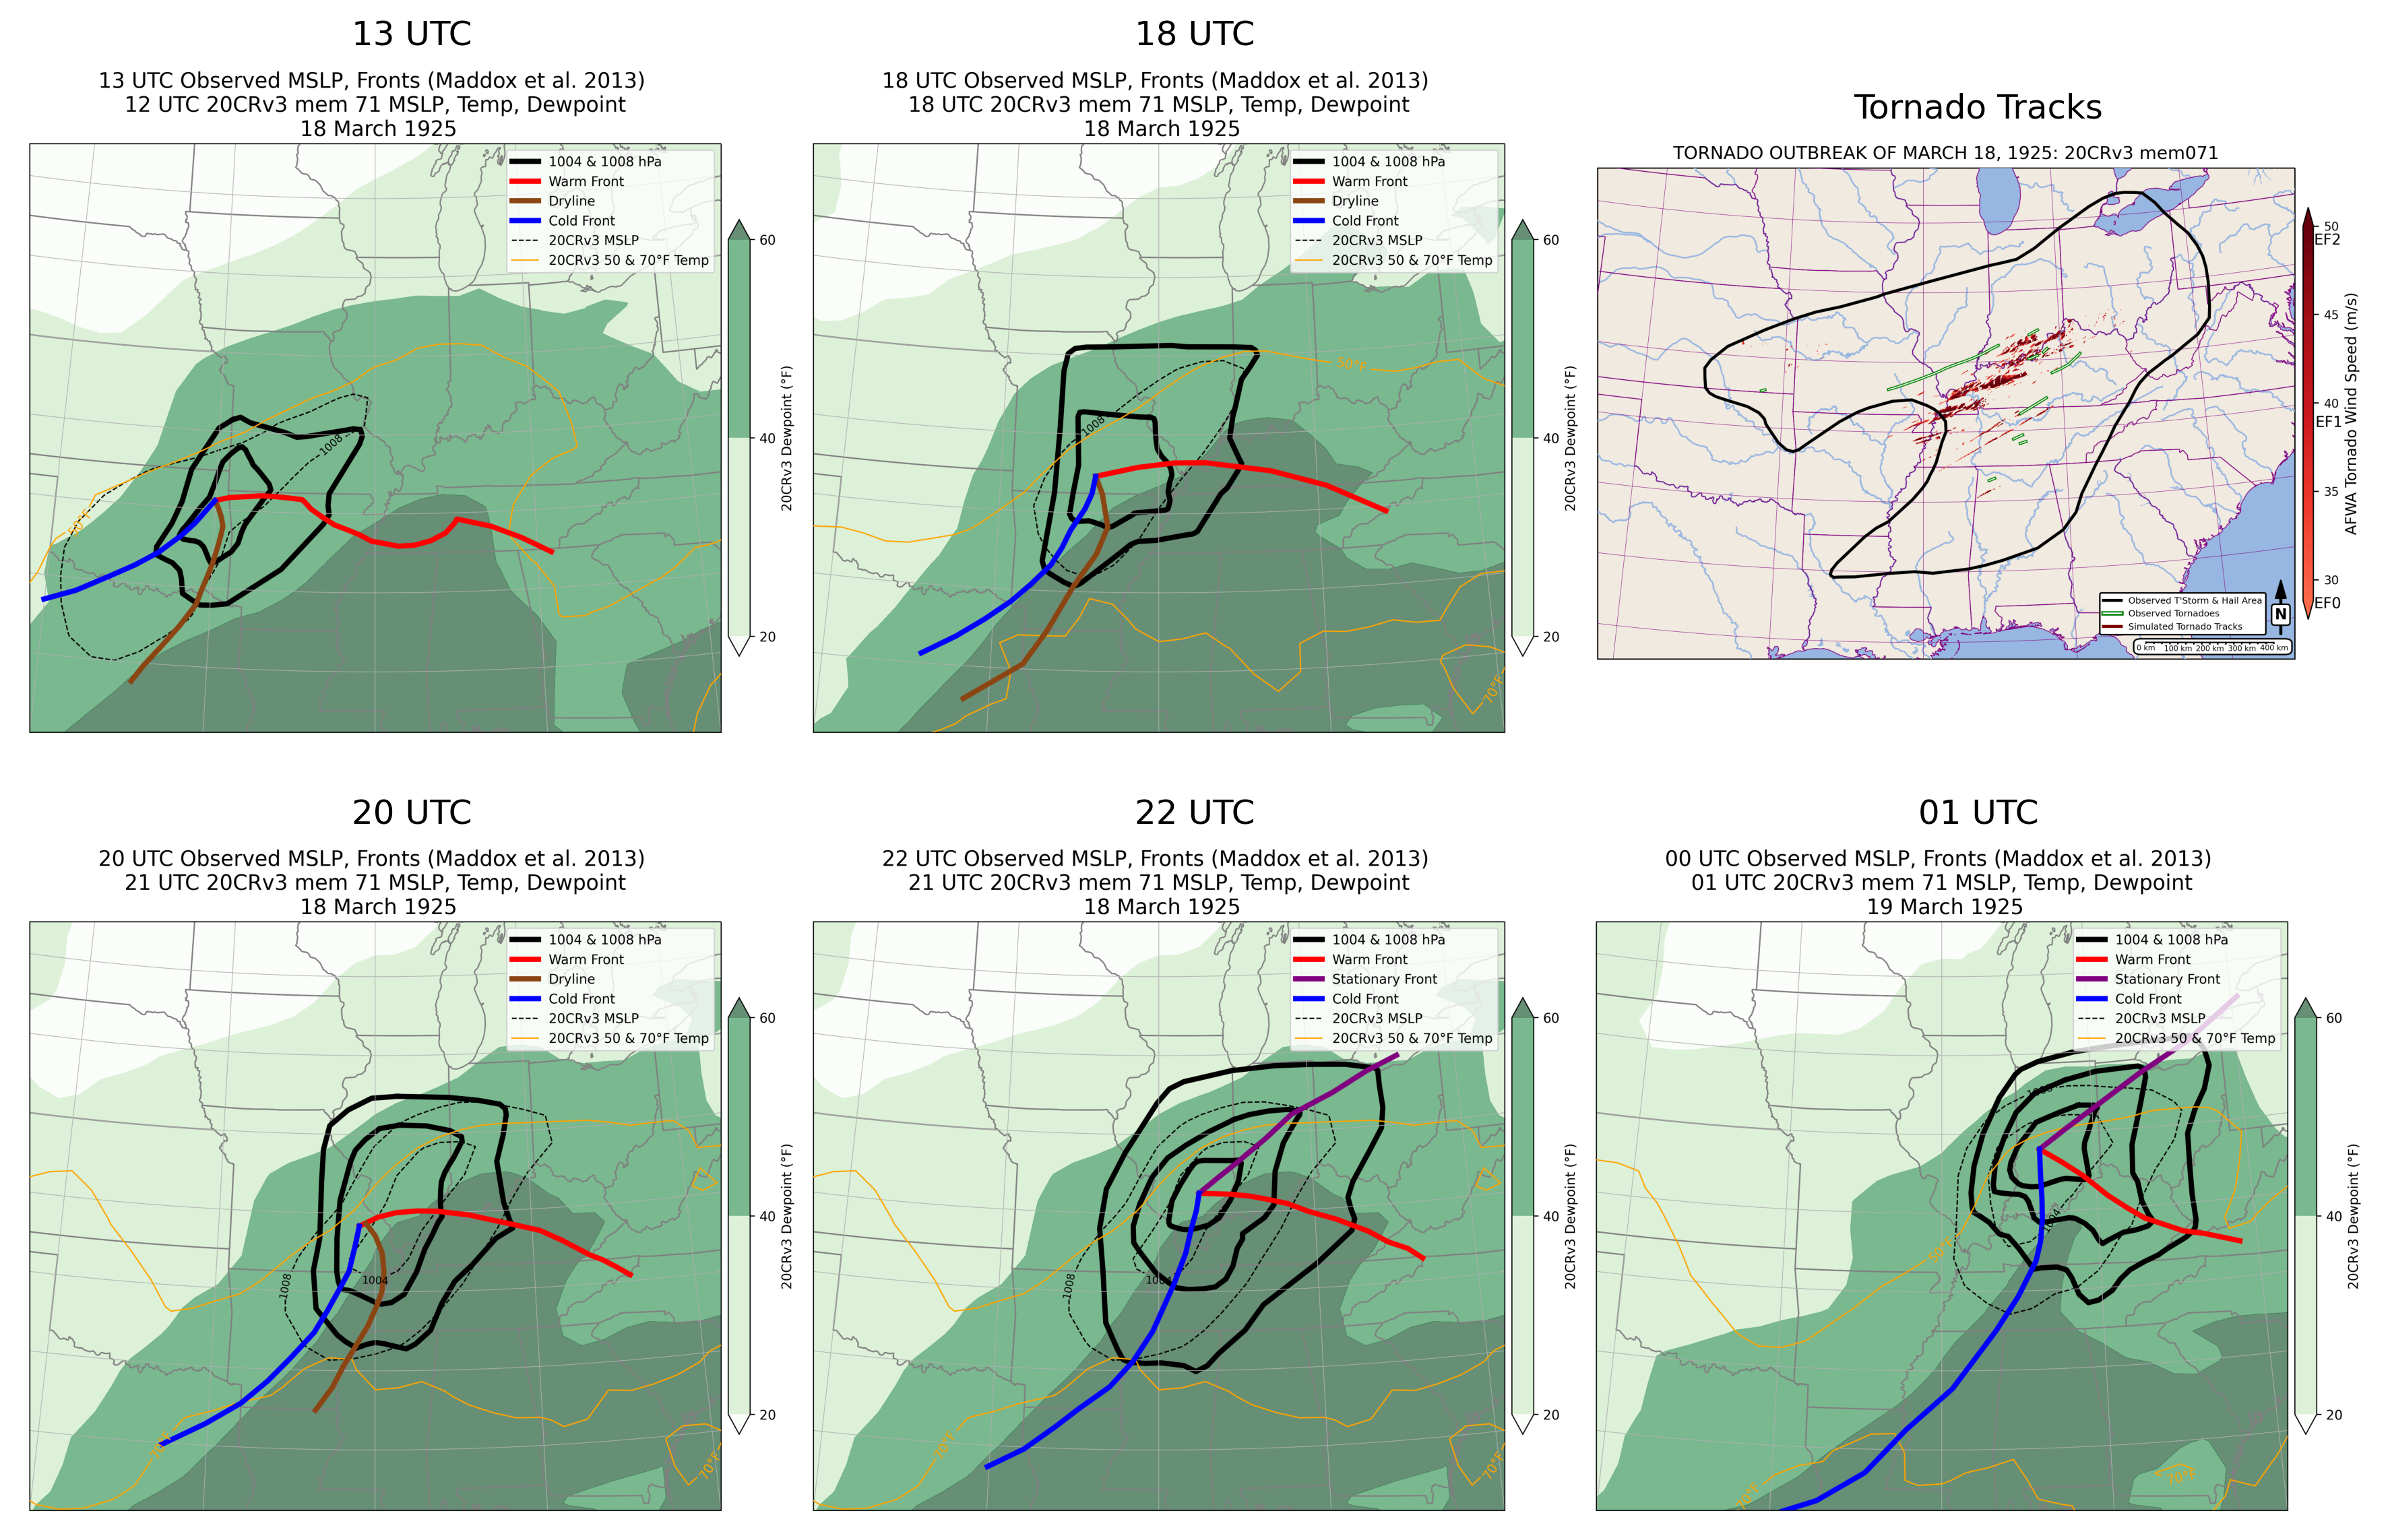 13 UTC
13 UTC Observed MSLP, Fronts (Maddox et al. 2013)
12 UTC 20CRv3 mem 71 MSLP, Temp, Dewpoint
18 March 1925
1004 & 1008 hPa
Warm Front
Dryline
Cold Front
20CRv3 MSLP
20CRv3 50 & 70°F Temp
1008
50°F
60
40
20
20CRv3 Dewpoint (°F)
18 UTC
18 UTC Observed MSLP, Fronts (Maddox et al. 2013)
18 UTC 20CRv3 mem 71 MSLP, Temp, Dewpoint
18 March 1925
1004 & 1008 hPa
Warm Front
Dryline
Cold Front
20CRv3 MSLP
20CRv3 50 & 70°F Temp
50°F
1008
70°F
60
40
20
20CRv3 Dewpoint (°F)
Tornado Tracks
TORNADO OUTBREAK OF MARCH 18, 1925: 20CRv3 mem071
50
EF2
45
40
EF1
35
30
EF0
AFWA Tornado Wind Speed (m/s)
Observed T'Storm & Hail Area
Observed Tornadoes
Simulated Tornado Tracks
N
0 km 100 km 200 km 300 km 400 km
20 UTC
20 UTC Observed MSLP, Fronts (Maddox et al. 2013)
21 UTC 20CRv3 mem 71 MSLP, Temp, Dewpoint
18 March 1925
1004 & 1008 hPa
Warm Front
Dryline
Cold Front
20CRv3 MSLP
20CRv3 50 & 70°F Temp
1008
1004
70°F
70°F
60
40
20
20CRv3 Dewpoint (°F)
22 UTC
22 UTC Observed MSLP, Fronts (Maddox et al. 2013)
21 UTC 20CRv3 mem 71 MSLP, Temp, Dewpoint
18 March 1925
1004 & 1008 hPa
Warm Front
Stationary Front
Cold Front
20CRv3 MSLP
20CRv3 50 & 70°F Temp
1008
1004
70°F
70°F
60
40
20
20CRv3 Dewpoint (°F)
01 UTC
00 UTC Observed MSLP, Fronts (Maddox et al. 2013)
01 UTC 20CRv3 mem 71 MSLP, Temp, Dewpoint
19 March 1925
1004 & 1008 hPa
Warm Front
Stationary Front
Cold Front
20CRv3 MSLP
20CRv3 50 & 70°F Temp
1004
50°F
70°F
70°F
60
40
20
20CRv3 Dewpoint (°F)